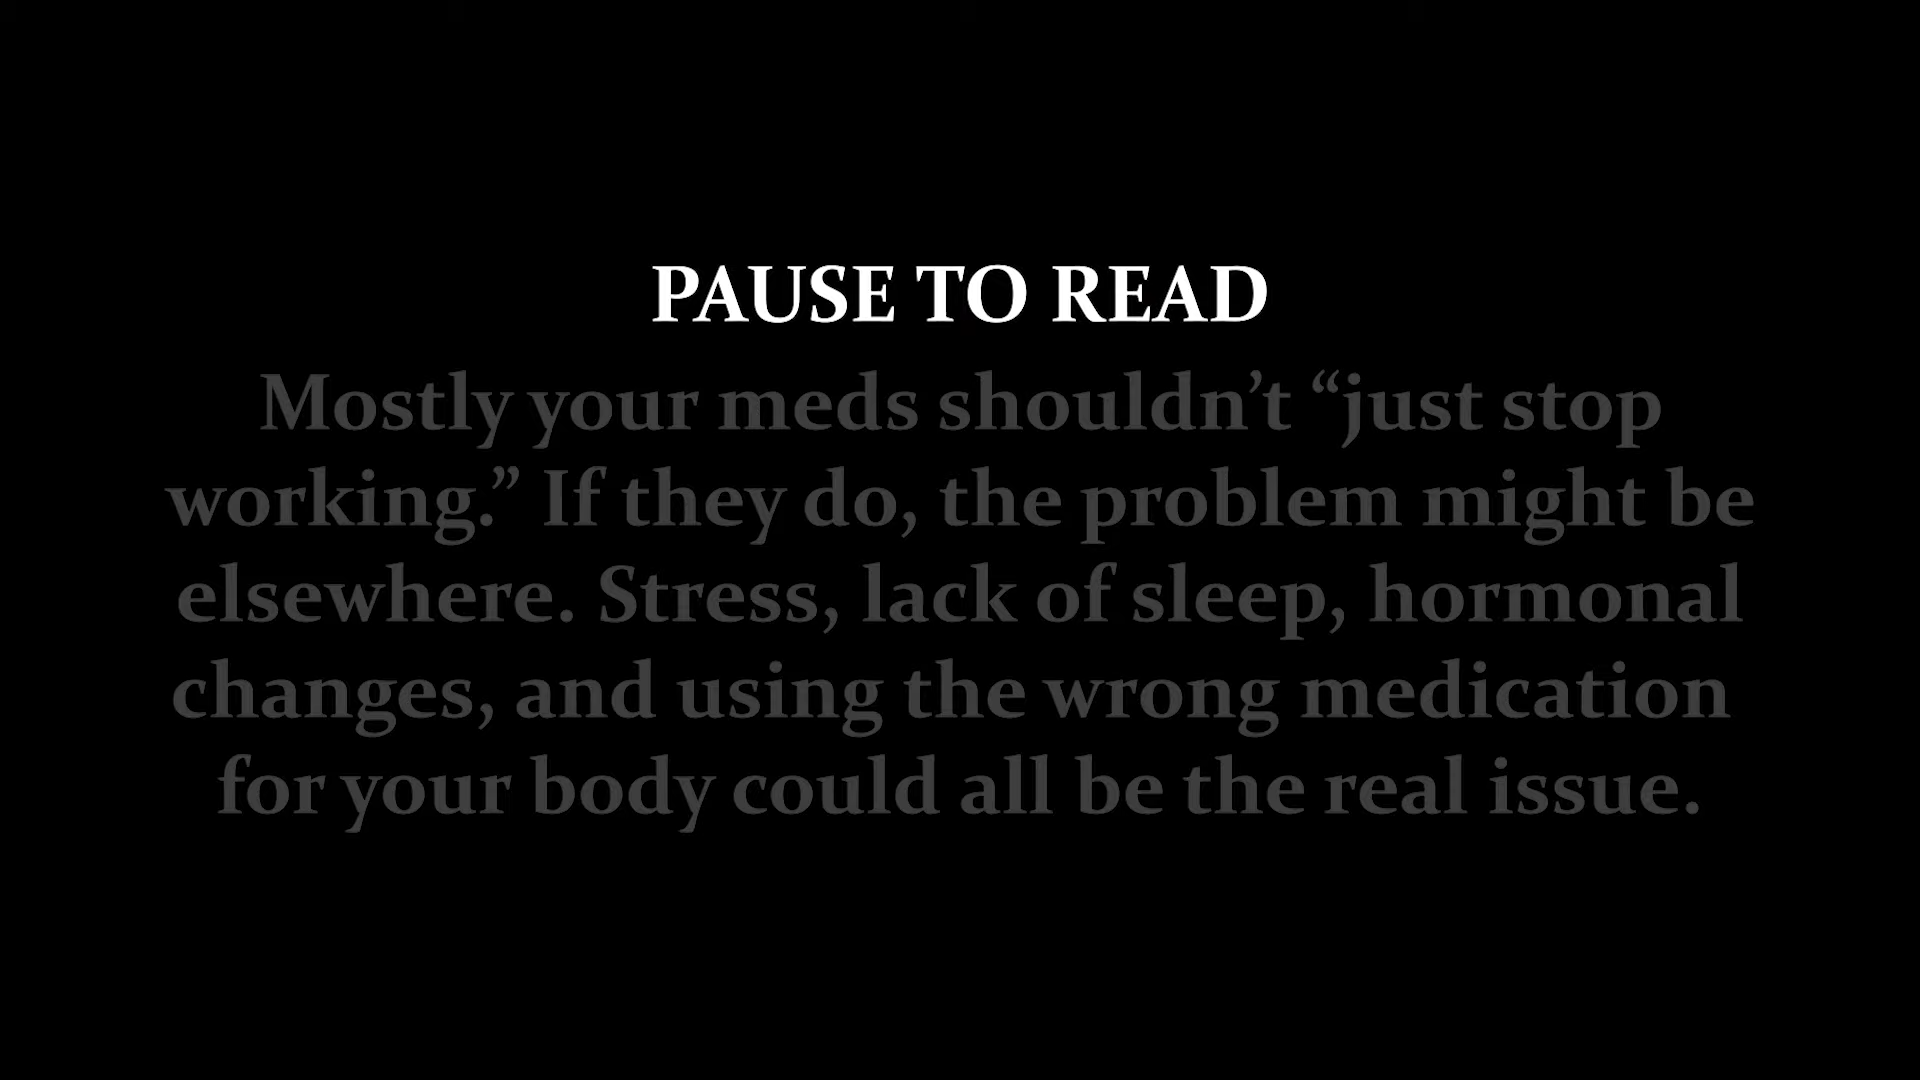 PAUSE TO READ
Mostly your meds shouldn’t “just stop
working.” If they do, the problem might be
elsewhere. Stress, lack of sleep, hormonal
changes, and using the wrong medication
for your body could all be the real issue.